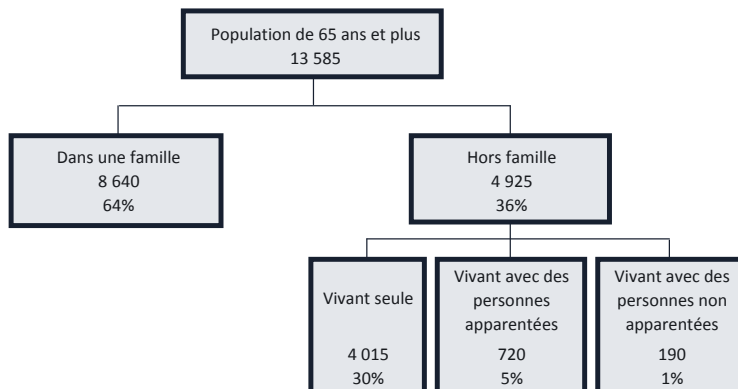 Population de 65 ans et plus
13 585
Dans une famille
8 640
64%
Hors famille
4 925
36%
Vivant seule
4 015
30%
Vivant avec des
personnes
apparentées
720
5%
Vivant avec des
personnes non
apparentées
190
1%